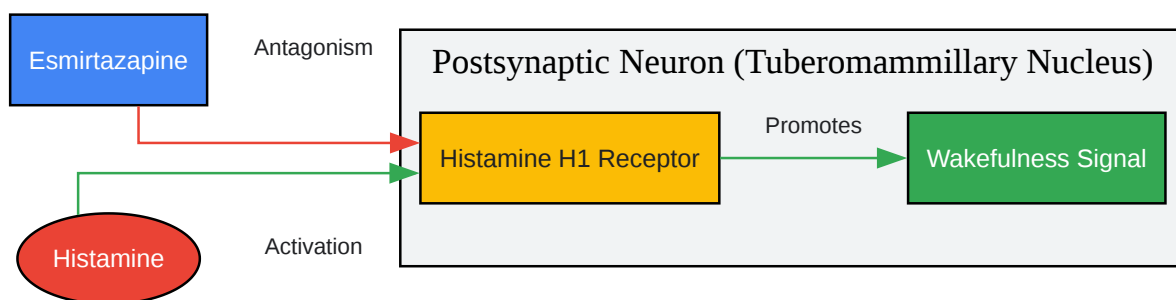 Esmirtazapine
Antagonism
Postsynaptic Neuron (Tuberomammillary Nucleus)
Histamine H1 Receptor
Promotes
Wakefulness Signal
Histamine
Activation